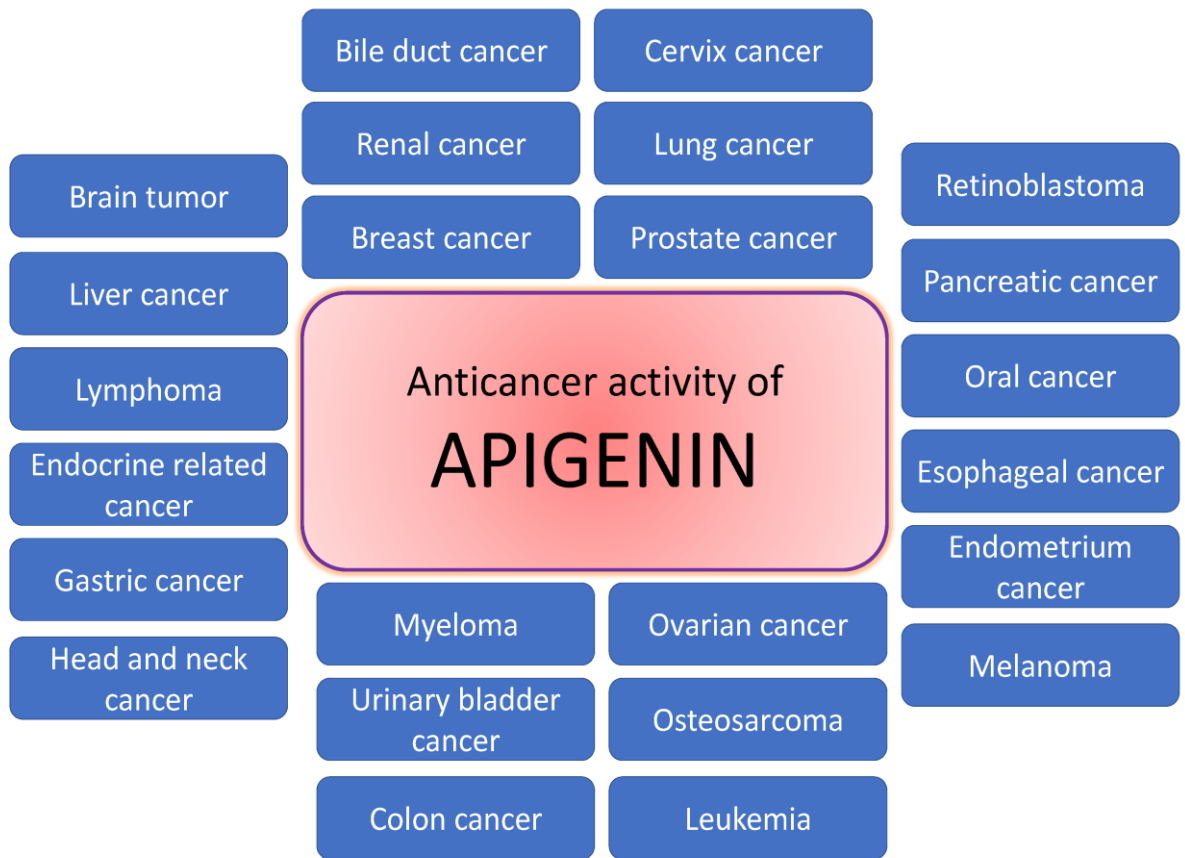 Bile duct cancer
Cervix cancer
Renal cancer
Lung cancer
Breast cancer
Prostate cancer
Brain tumor
Liver cancer
Lymphoma
Endocrine related
cancer
Gastric cancer
Head and neck
cancer
Anticancer activity of
APIGENIN
Retinoblastoma
Pancreatic cancer
Oral cancer
Esophageal cancer
Endometrium
cancer
Melanoma
Myeloma
Ovarian cancer
Urinary bladder
cancer
Osteosarcoma
Colon cancer
Leukemia